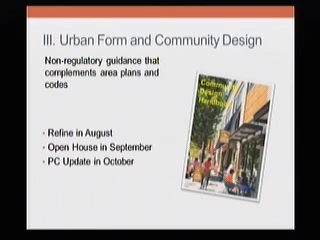 III. Urban Form and Community Design
Non-regulatory guidance that
complements area plans and
codes
Community
Design
Handbook
· Refine in August
· Open House in September
· PC Update in October